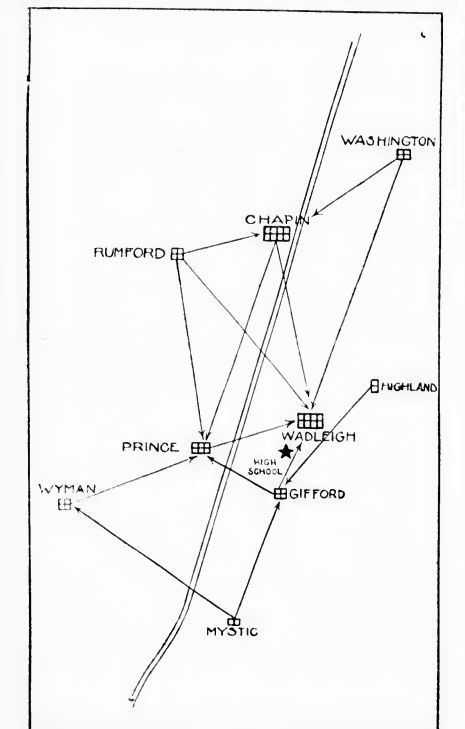 WASHINGTON
CHAPIN
RUMFORD
HIGHLAND
WADLEIGH
PRINCE
HIGH
SCHOOL
WYMAN
GIFFORD
MYSTIC